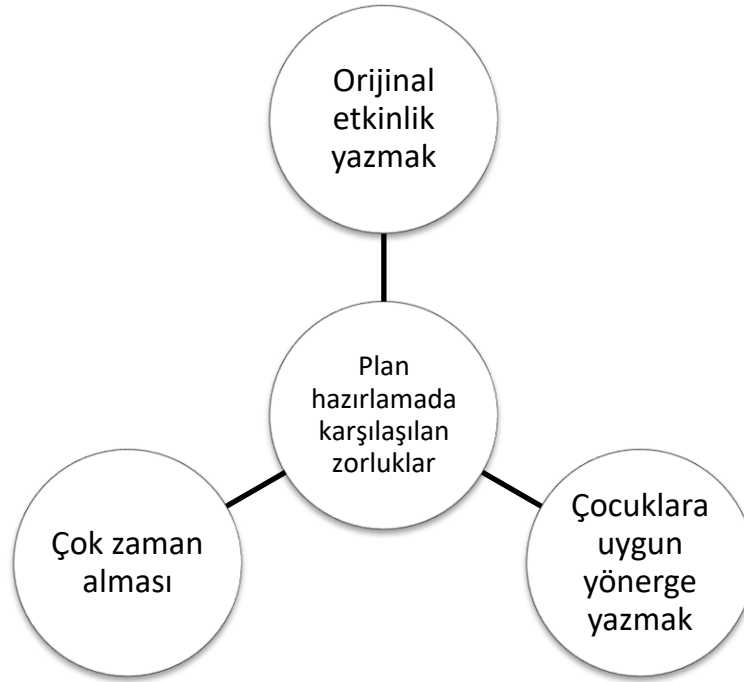 Orijinal
etkinlik
yazmak
Plan
hazırlamada
karşılaşılan
zorluklar
Çok zaman
alması
Çocuklara
uygun
yönerge
yazmak